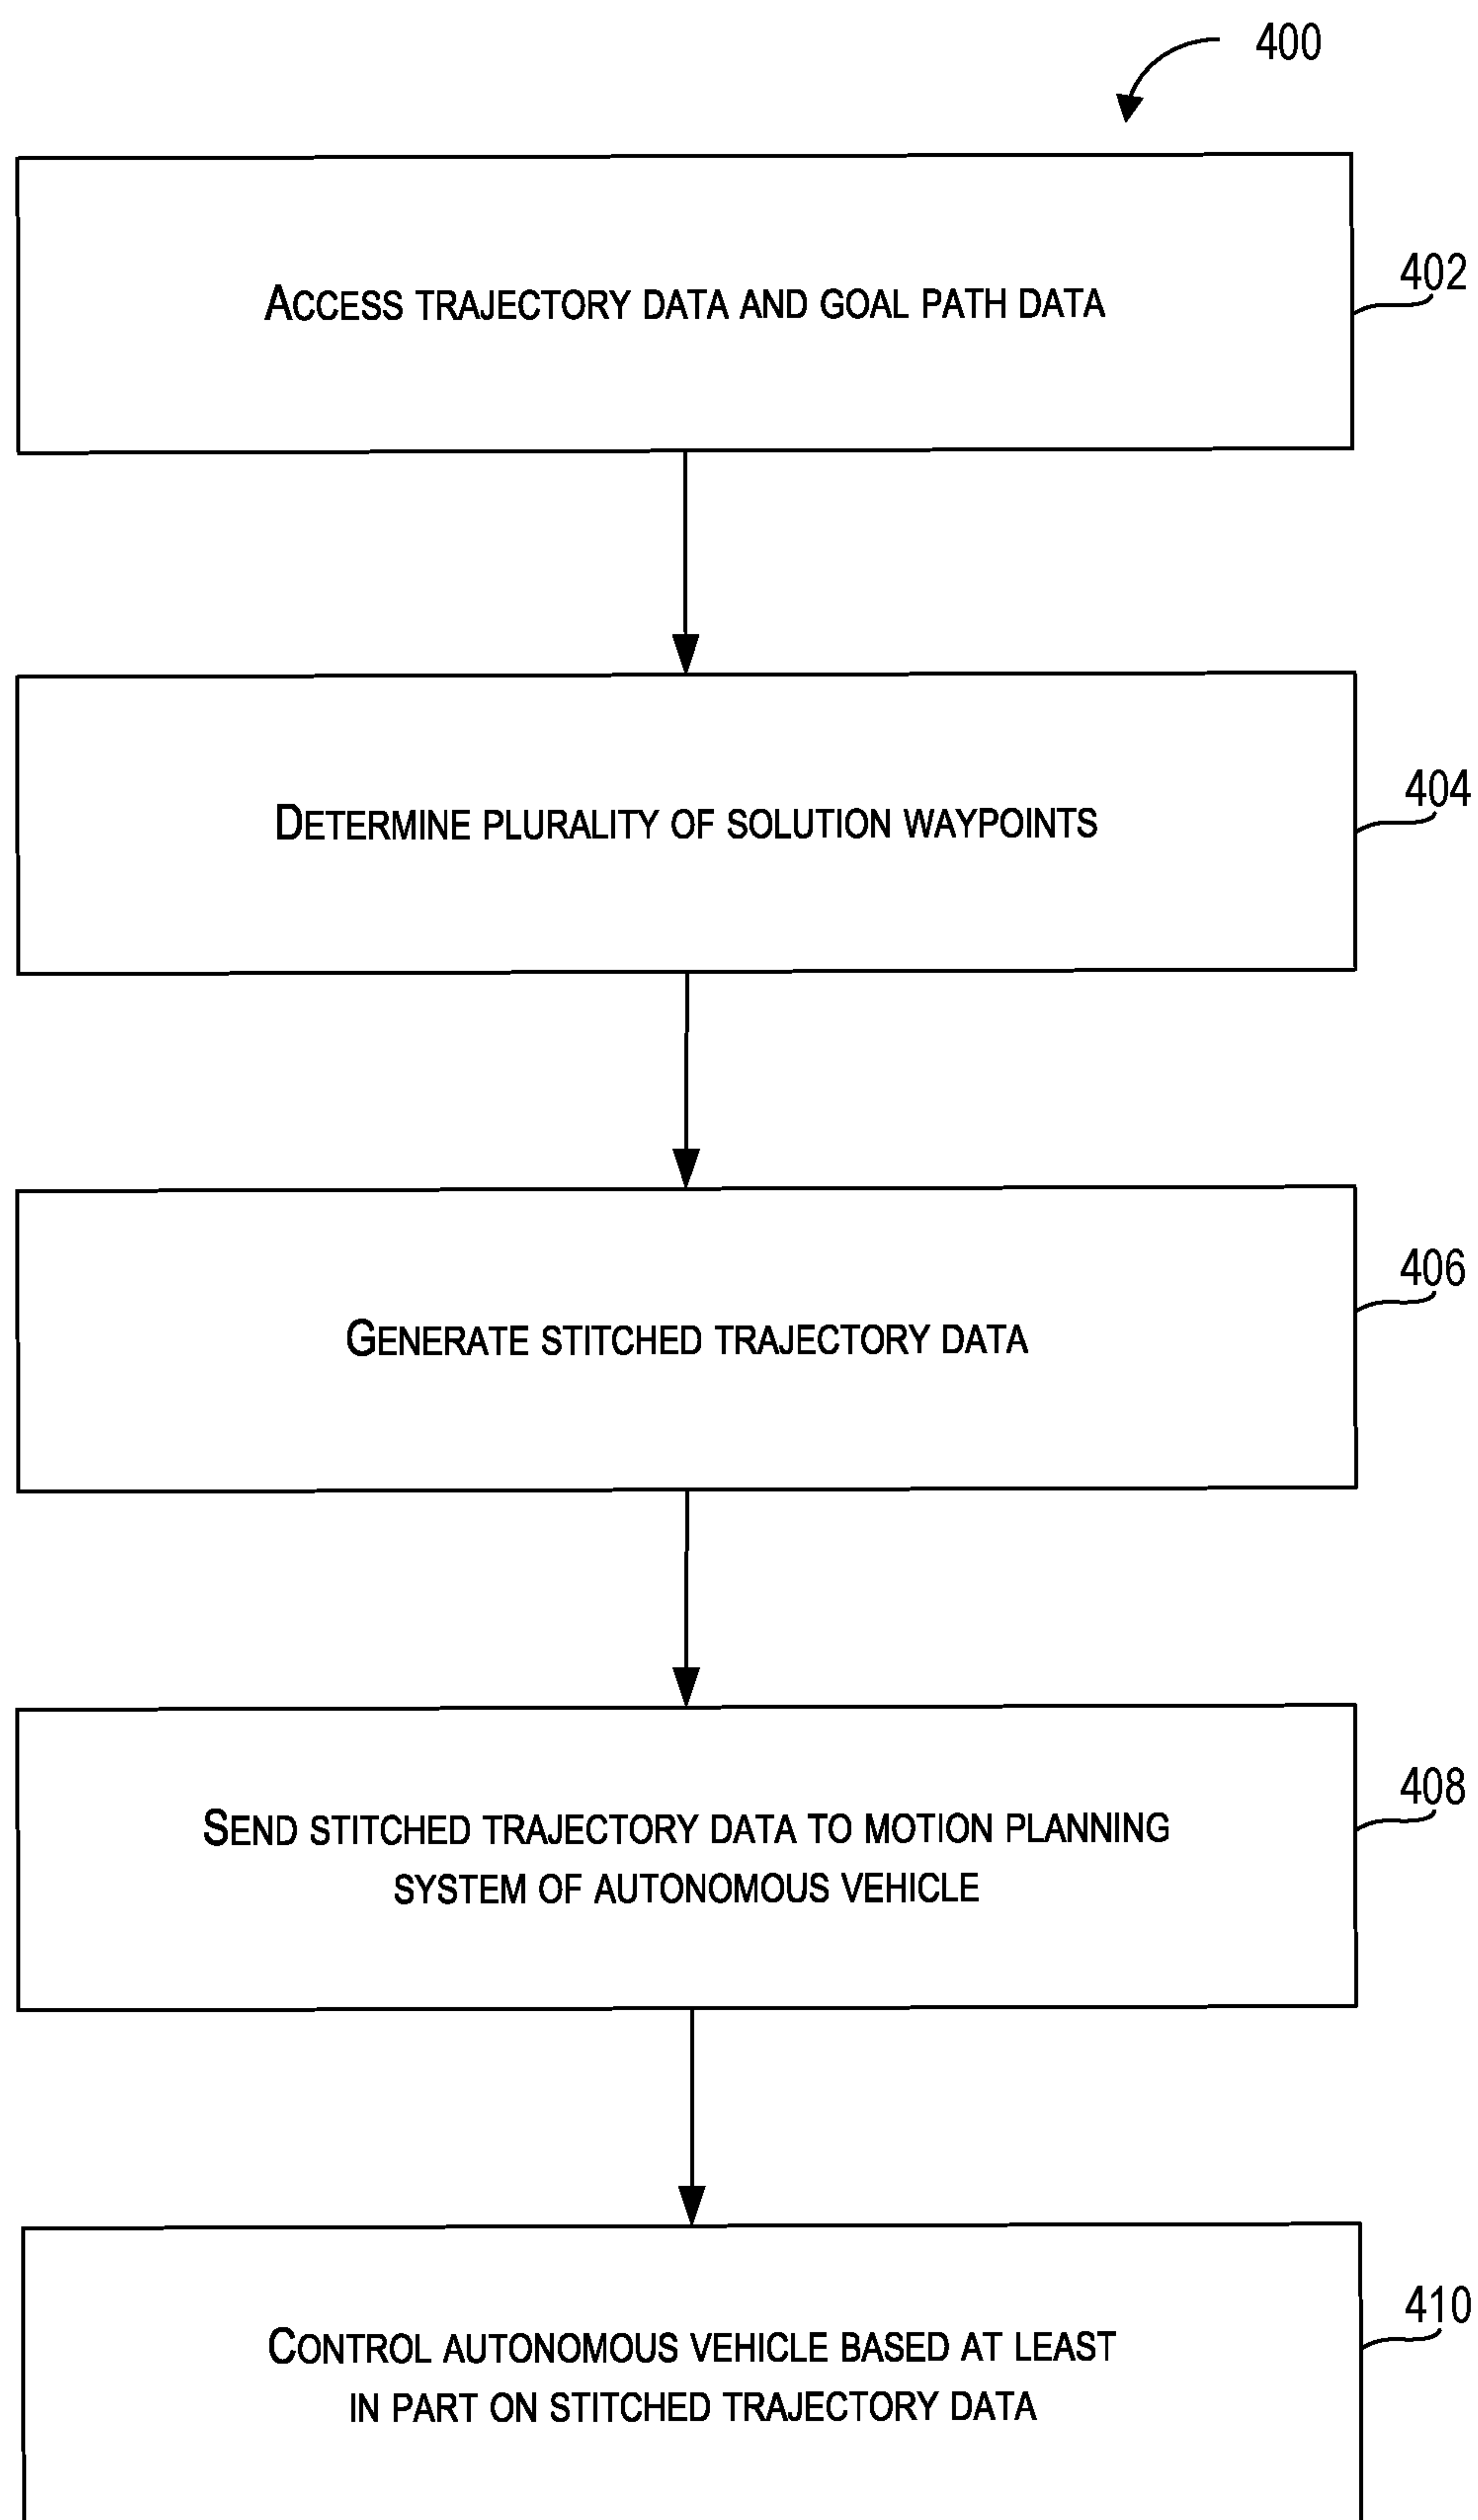 400
ACCESS TRAJECTORY DATA AND GOAL PATH DATA
402
DETERMINE PLURALITY OF SOLUTION WAYPOINTS
404
GENERATE STITCHED TRAJECTORY DATA
406
SEND STITCHED TRAJECTORY DATA TO MOTION PLANNING
SYSTEM OF AUTONOMOUS VEHICLE
408
CONTROL AUTONOMOUS VEHICLE BASED AT LEAST
IN PART ON STITCHED TRAJECTORY DATA
410